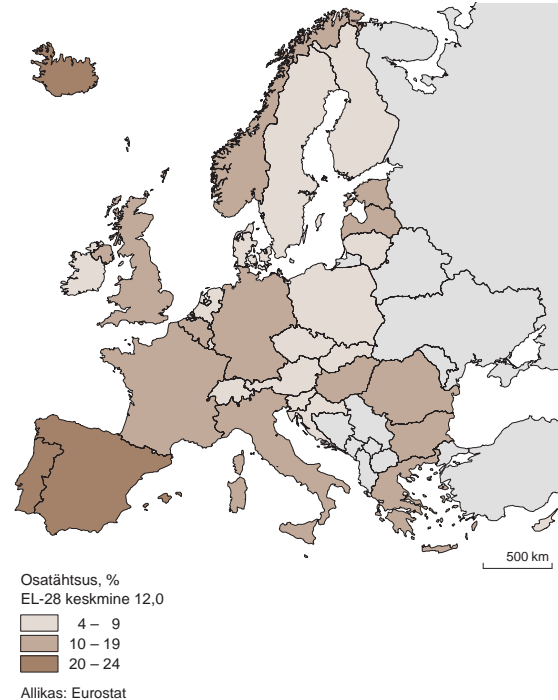 500 km
Osatähtsus, %
EL-28 keskmine 12,0
4 – 9
10 – 19
20 – 24
Allikas: Eurostat